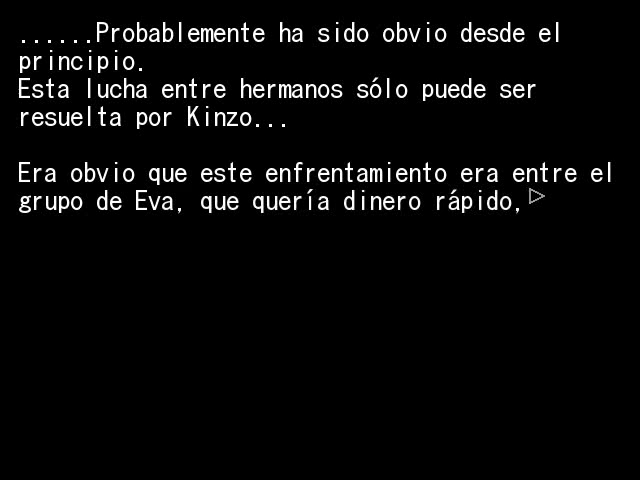 ......Probablemente ha sido obvio desde el
principio.
Esta lucha entre hermanos sólo puede ser
resuelta por Kinzo...
Era obvio que este enfrentamiento era entre el
grupo de Eva, que quería dinero rápido,